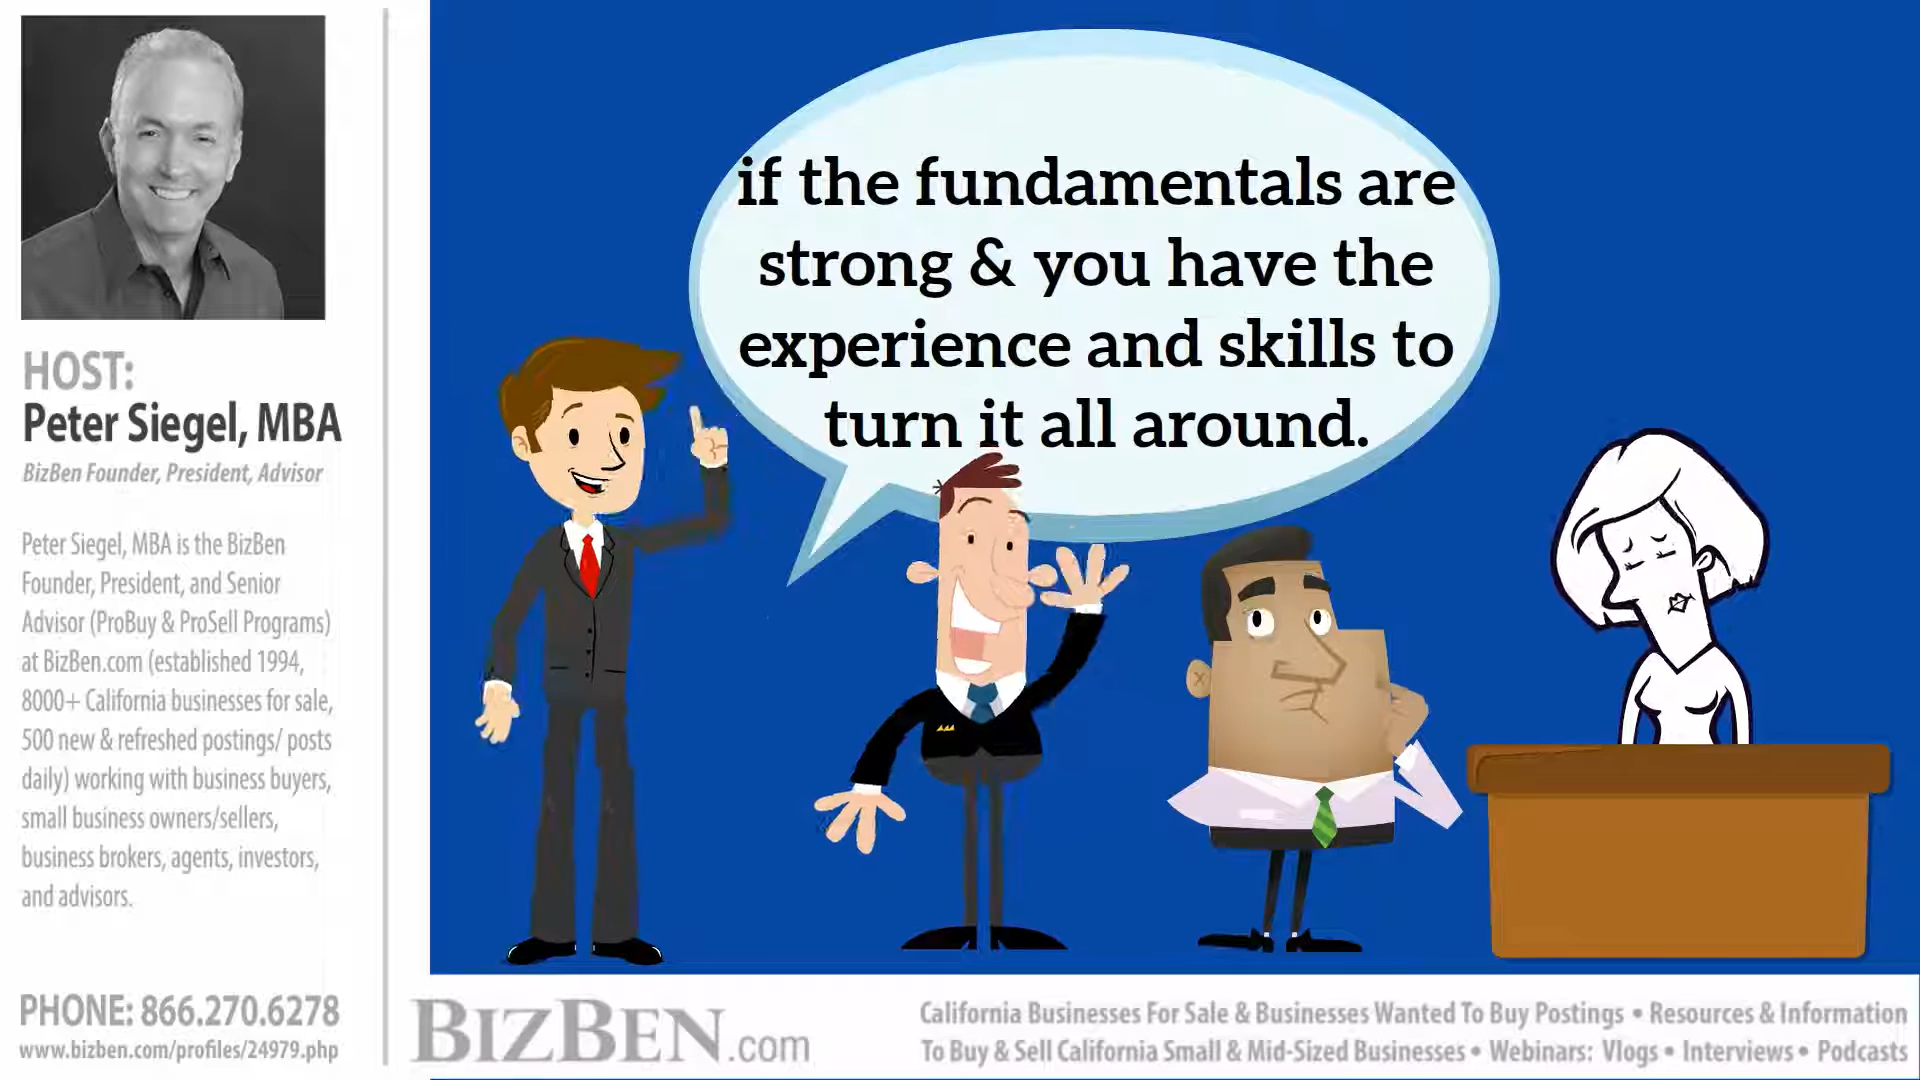 HOST:
Peter Siegel, MBA
BizBen Founder, President, Advisor
Peter Siegel, MBA is the BizBen
Founder, President, and Senior
Advisor (ProBuy & ProSell Programs)
at BizBen.com (established 1994,
8000+ California businesses for sale,
500 new & refreshed postings/ posts
daily) working with business buyers,
small business owners/sellers,
business brokers, agents, investors,
and advisors.
PHONE: 866.270.6278
www.bizben.com/profiles/24979.php
if the fundamentals are
strong & you have the
experience and skills to
turn it all around.
BIZBEN.com
California Businesses For Sale & Businesses Wanted To Buy Postings • Resources & Information
To Buy & Sell California Small & Mid-Sized Businesses • Webinars: Vlogs • Interviews • Podcasts